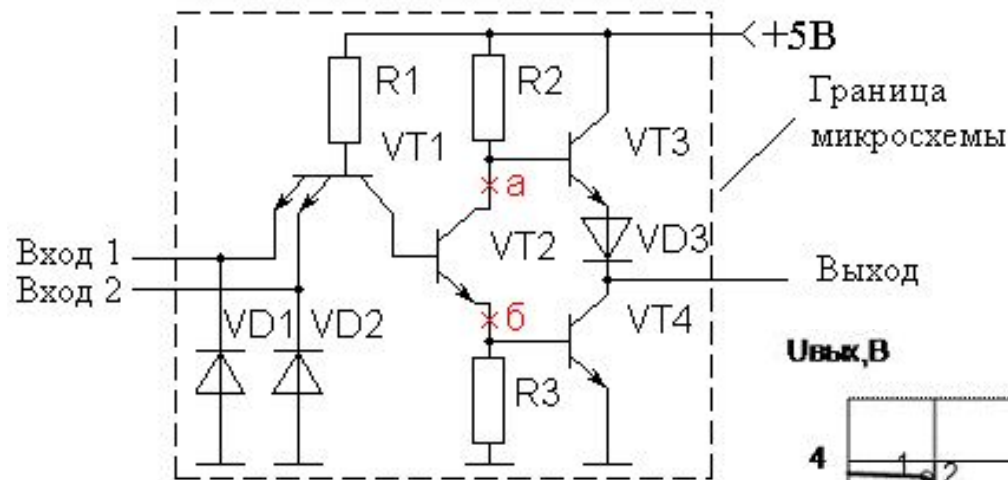 +5В
R1
R2
Граница
микросхемы
VT1
VT3
а
Вход 1
VT2
VD3
Выход
Вход 2
VD1
VD2
б
VT4
R3
Uвых,В
4
1
2